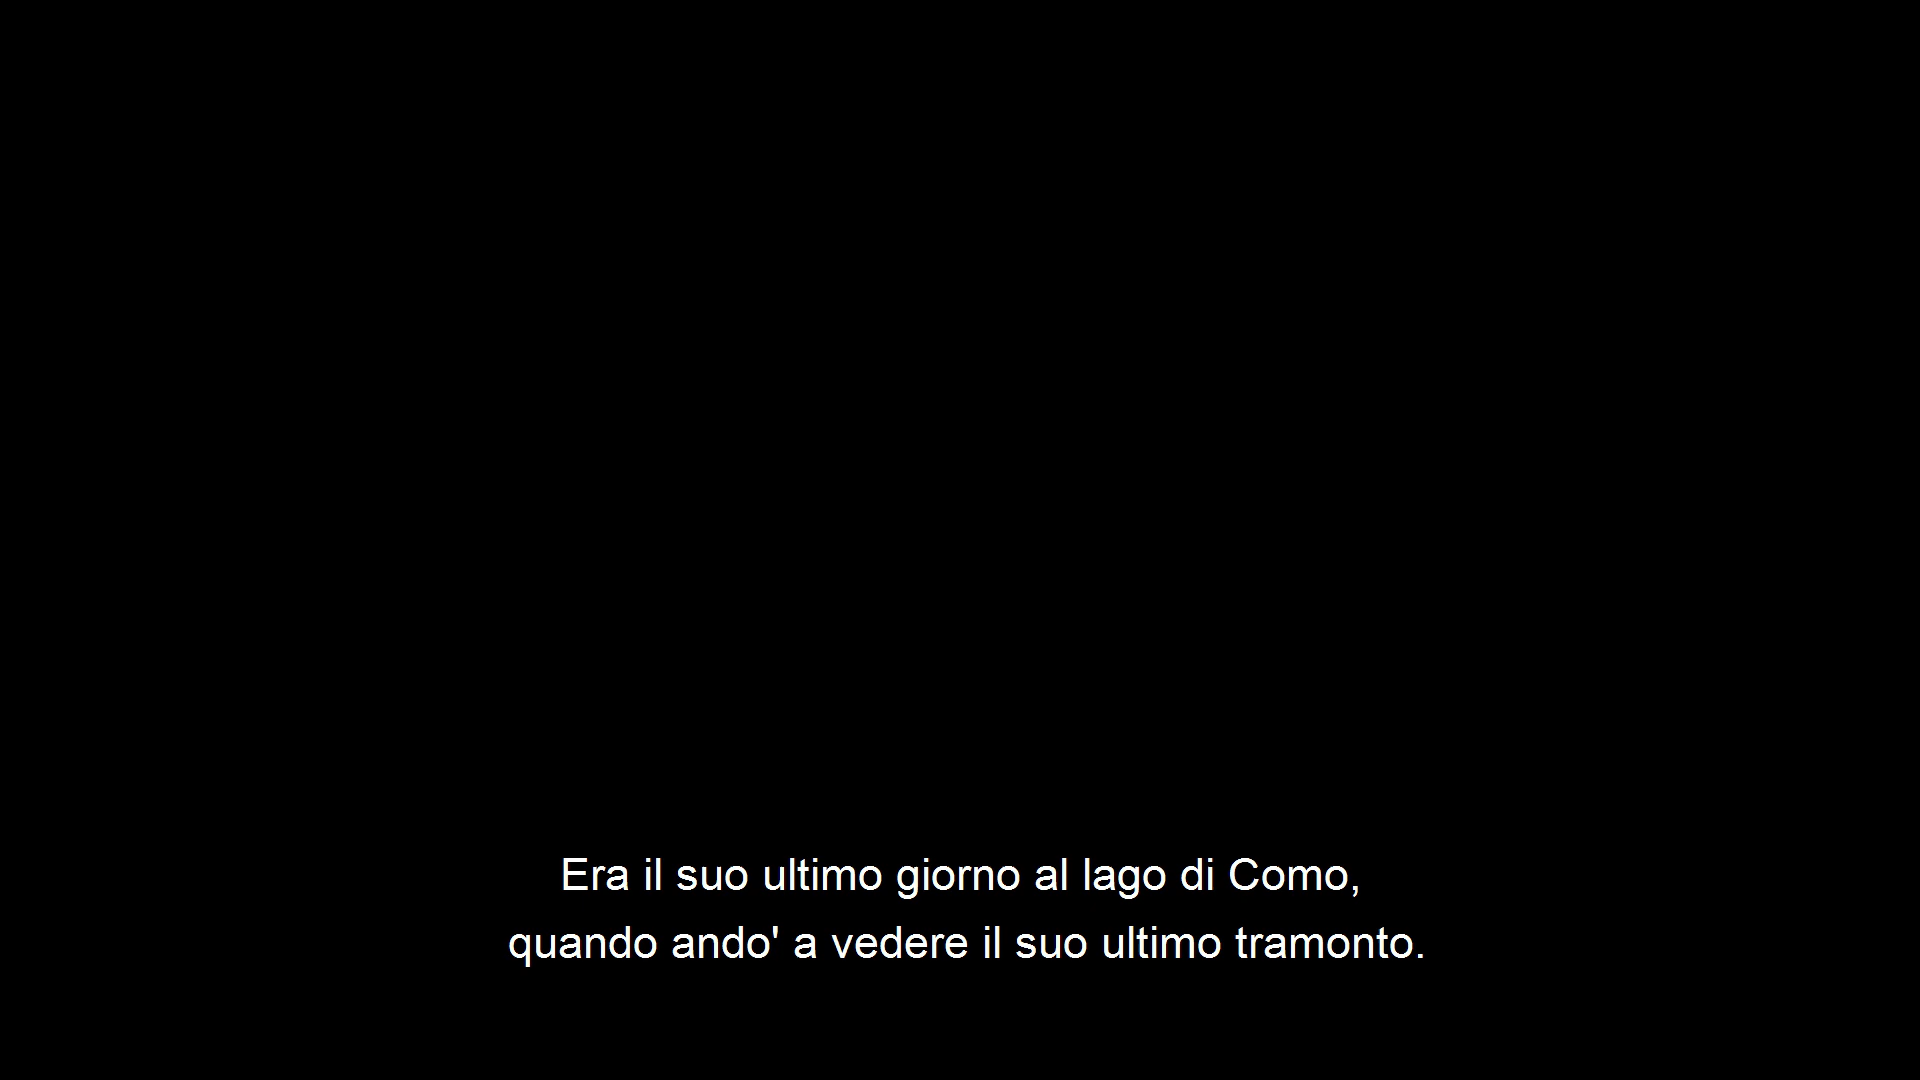 Era il suo ultimo giorno al lago di Como,
quando ando' a vedere il suo ultimo tramonto.